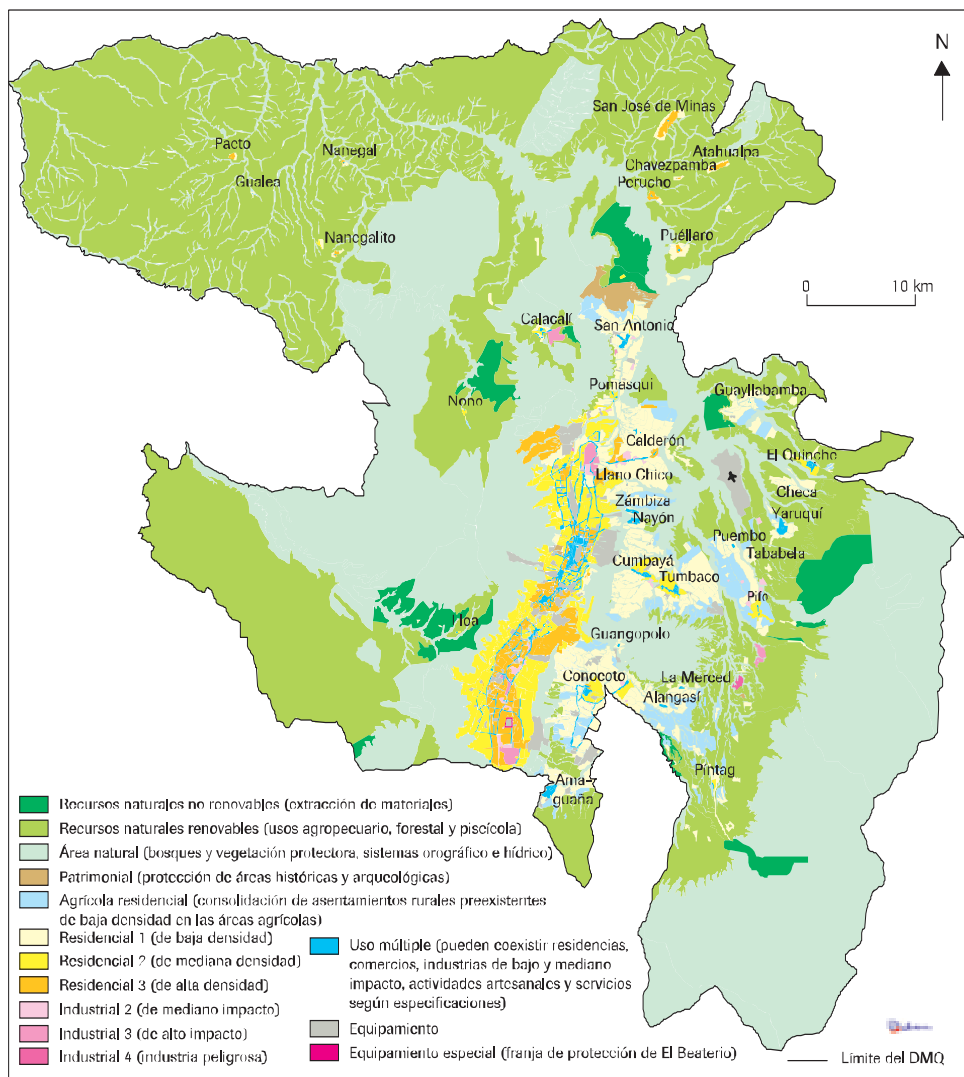 N
San José de Minas
Pacto
Nanegal
Atahualpa
Chavezpamba
Gualea
Perucho
Puéllaro
Nanegalito
0 10 km
Calacalí
San Antonio
Pomasqui
Guayllabamba
Nono
Calderón
El Quinche
Llano Chico
Checa
Zámbiza
Nayón
Yaruquí
Puembo
Tababela
Cumbayá
Tumbaco
Pifo
Lloa
Guangopolo
Conocoto
La Merced
Alangasí
Píntag
Ama-
guaña
Recursos naturales no renovables (extracción de materiales)
Recursos naturales renovables (usos agropecuario, forestal y piscícola)
Área natural (bosques y vegetación protectora, sistemas orográfico e hídrico)
Patrimonial (protección de áreas históricas y arqueológicas)
Agrícola residencial (consolidación de asentamientos rurales preexistentes
de baja densidad en las áreas agrícolas)
Residencial 1 (de baja densidad)
Residencial 2 (de mediana densidad)
Residencial 3 (de alta densidad)
Industrial 2 (de mediano impacto)
Industrial 3 (de alto impacto)
Industrial 4 (industria peligrosa)
Uso múltiple (pueden coexistir residencias,
comercios, industrias de bajo y mediano
impacto, actividades artesanales y servicios
según especificaciones)
Equipamiento
Equipamiento especial (franja de protección de El Beaterio)
Límite del DMQ